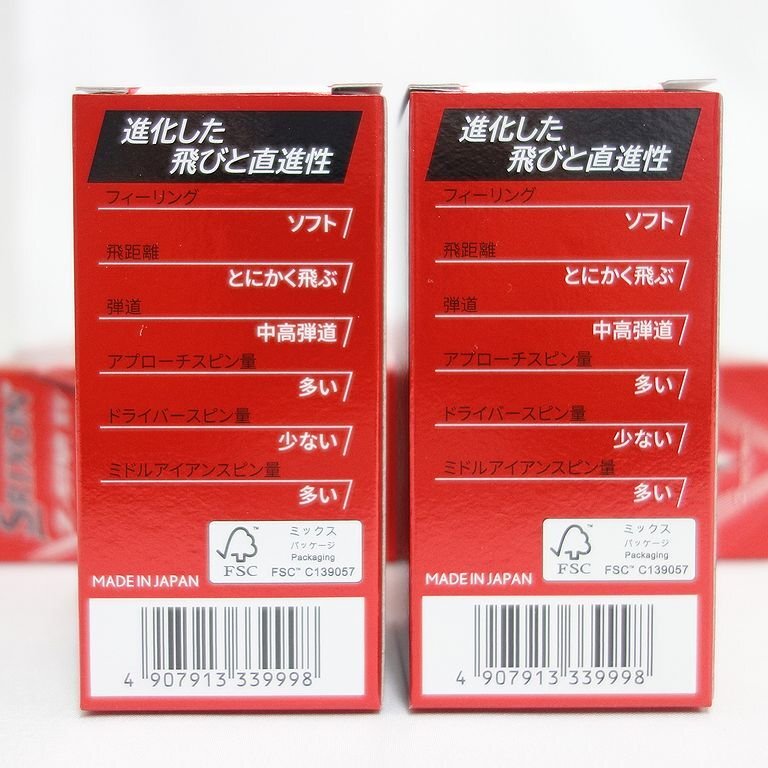 進化した
飛びと直進性
フィーリング
ソフト
飛距離
とにかく飛ぶ
弾道
中高弾道
アプローチスピン量
多い
ドライバースピン量
少ない
ミドルアイアンスピン量
多い
FSC™
ミックス
パッケージ
Packaging
FSC™ C139057
MADE IN JAPAN
4 907913 339998
進化した
飛びと直進性
フィーリング
ソフト
飛距離
とにかく飛ぶ
弾道
中高弾道
アプローチスピン量
多い
ドライバースピン量
少ない
ミドルアイアンスピン量
多い
FSC™
ミックス
パッケージ
Packaging
FSC™ C139057
MADE IN JAPAN
4 907913 339998
SRIXON